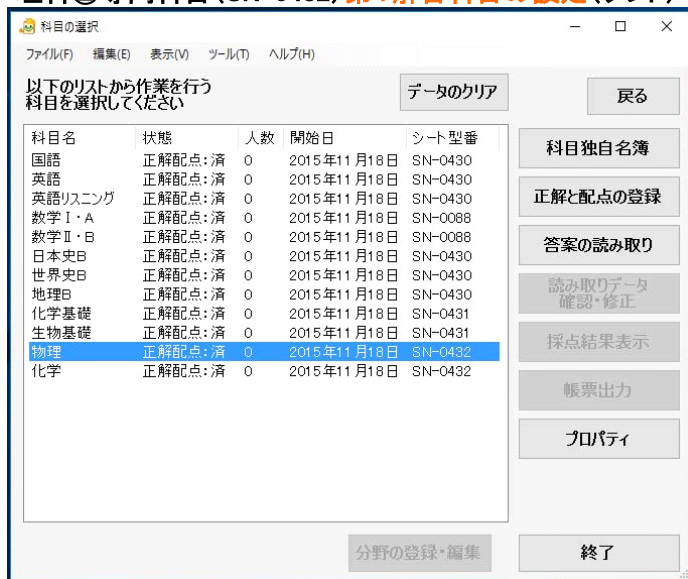 科目の選択
ファイル(F) 編集(E) 表示(V) ツール(T) ヘルプ(H)
以下のリストから作業を行う
科目を選択してください
データのクリア
戻る
科目名 状態 人数 開始日 シート型番
国語 正解配点:済 0 2015年11月18日 SN-0430
英語 正解配点:済 0 2015年11月18日 SN-0430
英語リスニング 正解配点:済 0 2015年11月18日 SN-0430
数学Ⅰ・A 正解配点:済 0 2015年11月18日 SN-0088
数学Ⅱ・B 正解配点:済 0 2015年11月18日 SN-0088
日本史B 正解配点:済 0 2015年11月18日 SN-0430
世界史B 正解配点:済 0 2015年11月18日 SN-0430
地理B 正解配点:済 0 2015年11月18日 SN-0430
化学基礎 正解配点:済 0 2015年11月18日 SN-0431
生物基礎 正解配点:済 0 2015年11月18日 SN-0431
物理 正解配点:済 0 2015年11月18日 SN-0432
化学 正解配点:済 0 2015年11月18日 SN-0432
科目独自名簿
正解と配点の登録
答案の読み取り
読み取りデータ
確認・修正
採点結果表示
帳票出力
プロパティ
分野の登録・編集
終了